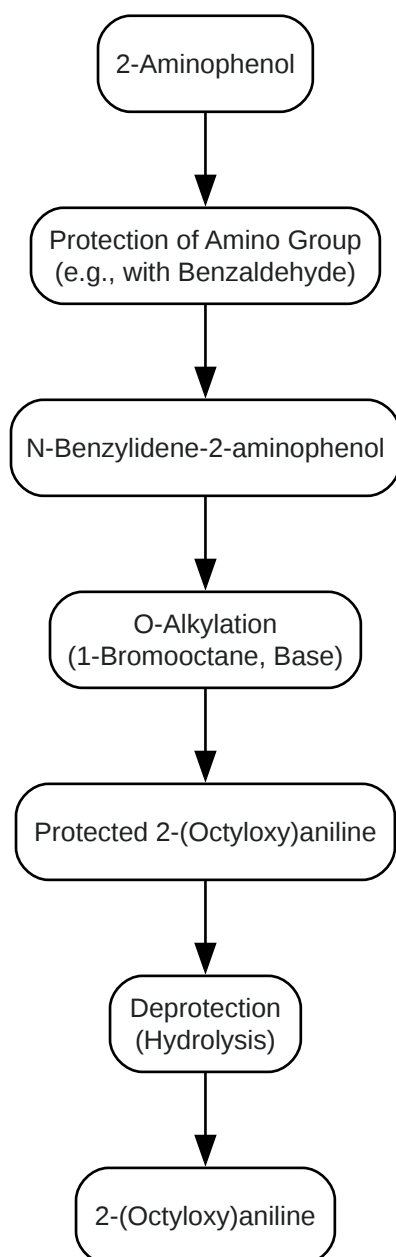 2-Aminophenol
Protection of Amino Group
(e.g., with Benzaldehyde)
N-Benzylidene-2-aminophenol
O-Alkylation
(1-Bromooctane, Base)
Protected 2-(Octyloxy)aniline
Deprotection
(Hydrolysis)
2-(Octyloxy)aniline